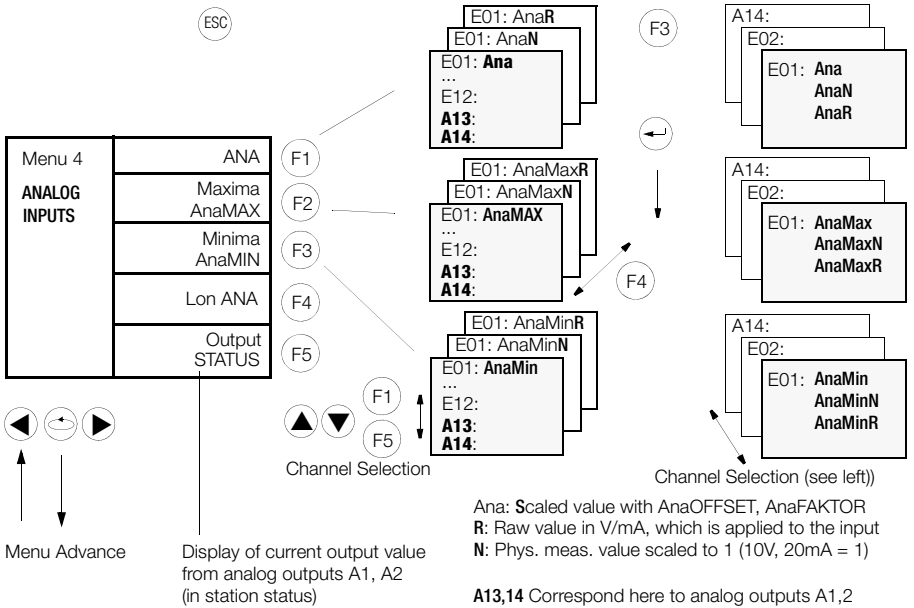 ESC
E01: AnaR
E01: AnaN
E01: Ana
...
E12:
A13:
A14:
F3
A14:
E02:
E01: Ana
AnaN
AnaR
Menu 4
ANALOG
INPUTS
ANA
F1
Maxima
AnaMAX
F2
Minima
AnaMIN
F3
Lon ANA
F4
Output
STATUS
F5
E01: AnaMaxR
E01: AnaMaxN
E01: AnaMAX
...
E12:
A13:
A14:
F4
A14:
E02:
E01: AnaMax
AnaMaxN
AnaMaxR
E01: AnaMinR
E01: AnaMinN
E01: AnaMin
...
E12:
A13:
A14:
A14:
E02:
E01: AnaMin
AnaMinN
AnaMinR
F1
F5
Channel Selection
Channel Selection (see left))
Menu Advance
Display of current output value
from analog outputs A1, A2
(in station status)
Ana: Scaled value with AnaOFFSET, AnaFAKTOR
R: Raw value in V/mA, which is applied to the input
N: Phys. meas. value scaled to 1 (10V, 20mA = 1)
A13,14 Correspond here to analog outputs A1,2